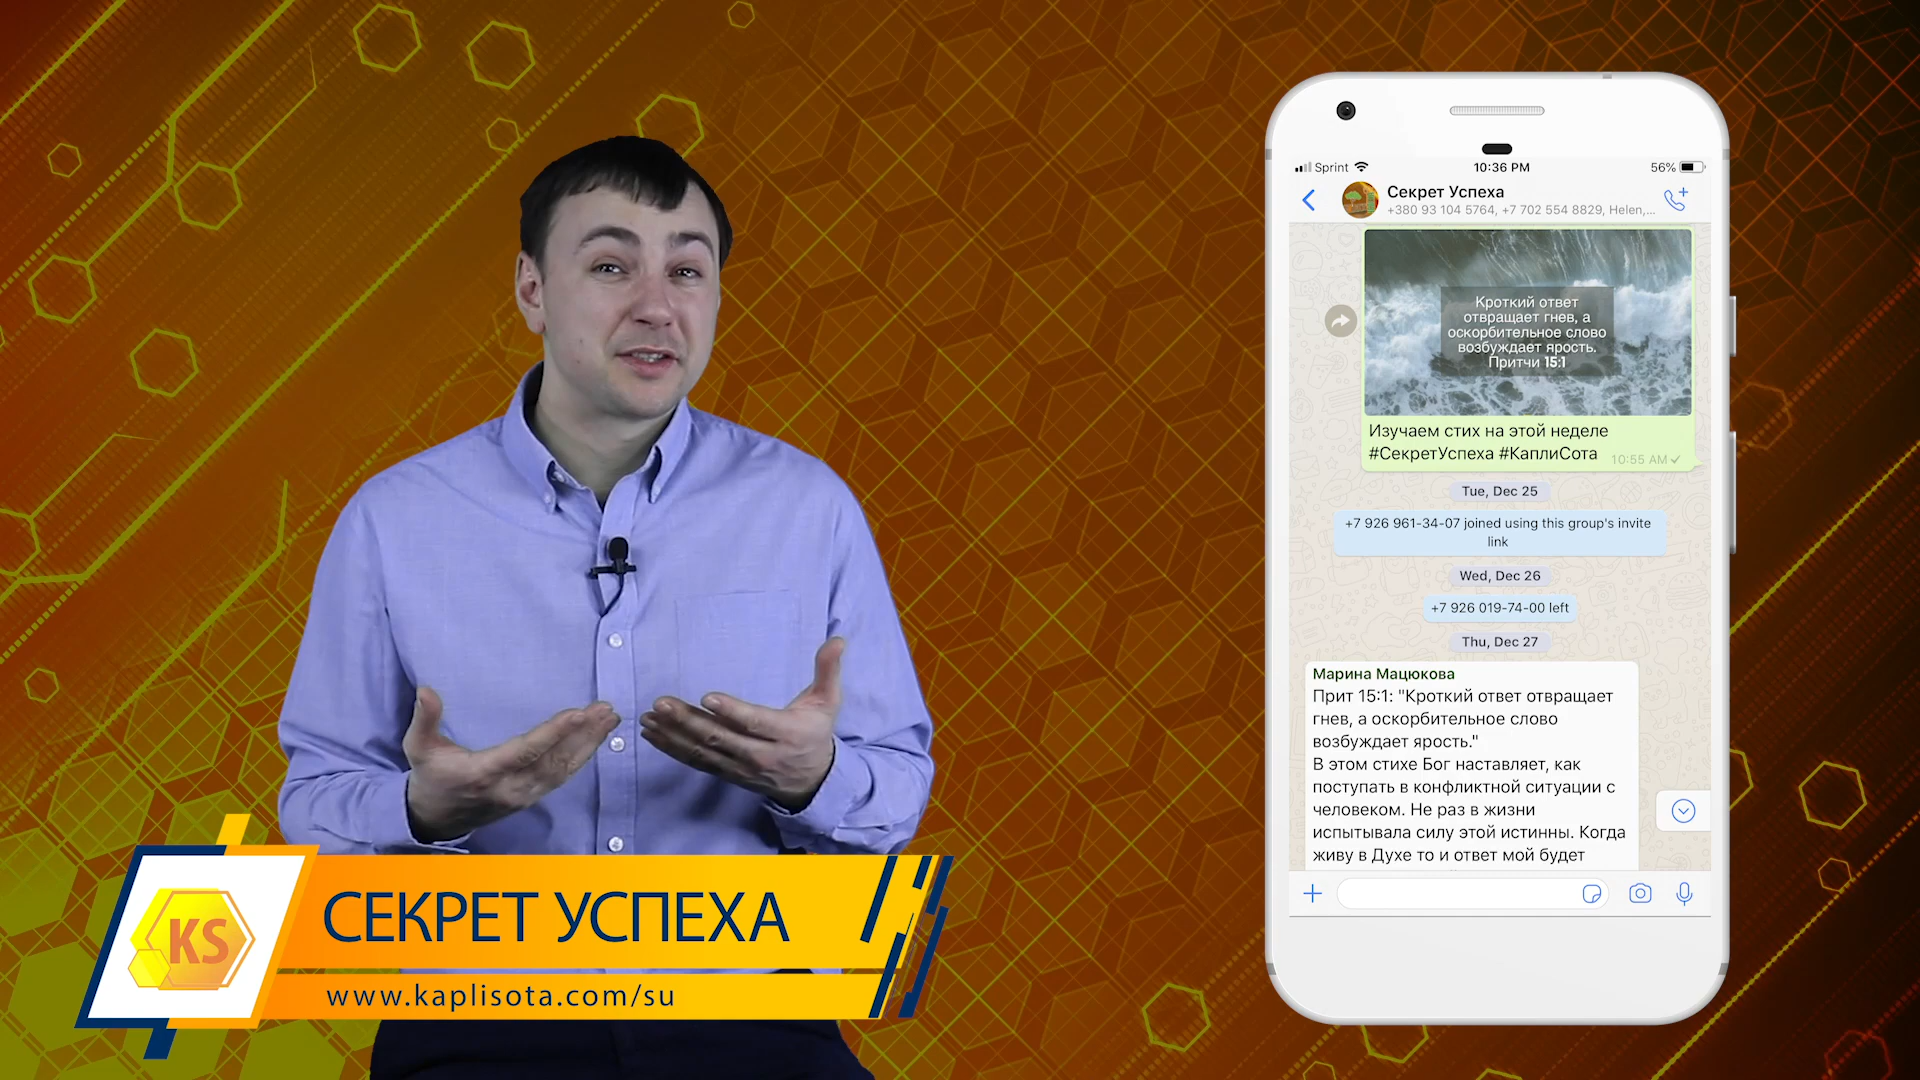 Sprint
10:36 PM
56%
Секрет Успеха
+380 93 104 5764, +7 702 554 8829, Helen,...
Кроткий ответ
отвращает гнев, а
оскорбительное слово
возбуждает ярость.
Притчи 15:1
Изучаем стих на этой неделе
#СекретУспеха #КаплиСота
10:55 AM
Tue, Dec 25
+7 926 961-34-07 joined using this group's invite
link
Wed, Dec 26
+7 926 019-74-00 left
Thu, Dec 27
Марина Мацюкова
Прит 15:1: "Кроткий ответ отвращает
гнев, а оскорбительное слово
возбуждает ярость."
В этом стихе Бог наставляет, как
поступать в конфликтной ситуации с
человеком. Не раз в жизни
испытывала силу этой истинны. Когда
живу в Духе то и ответ мой будет
KS
СЕКРЕТ УСПЕХА
www.kaplisota.com/su